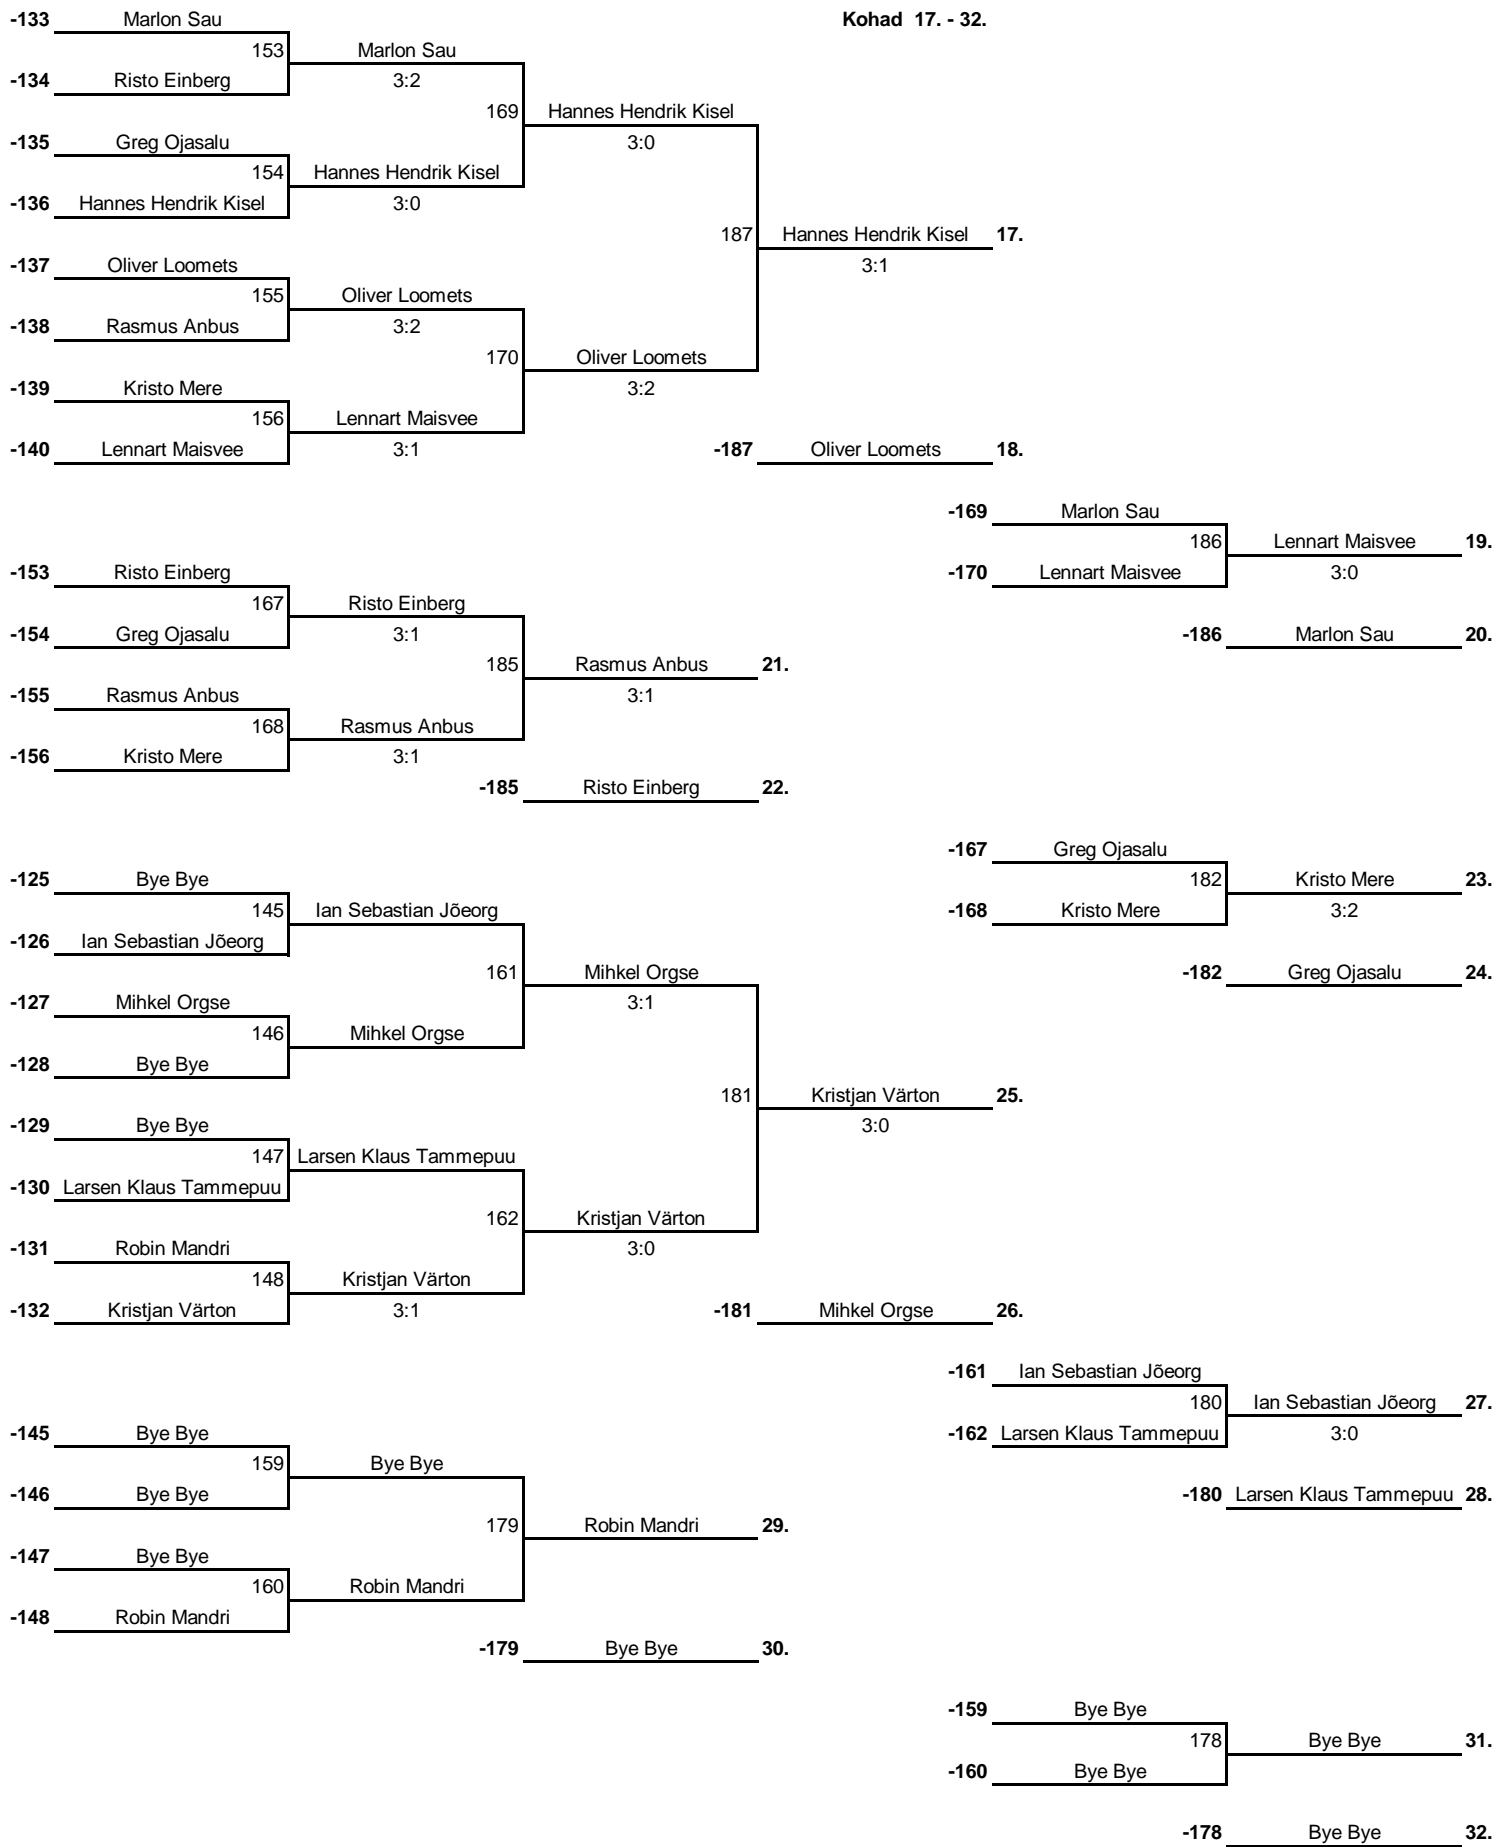 -133 Marlon Sau Kohad 17. - 32.
153 Marlon Sau
-134 Risto Einberg 3:2
169 Hannes Hendrik Kisel
-135 Greg Ojasalu 3:0
154 Hannes Hendrik Kisel
-136 Hannes Hendrik Kisel 3:0
187 Hannes Hendrik Kisel 17.
-137 Oliver Loomets 3:1
155 Oliver Loomets
-138 Rasmus Anbus 3:2
170 Oliver Loomets
-139 Kristo Mere 3:2
156 Lennart Maisvee
-140 Lennart Maisvee 3:1 -187 Oliver Loomets 18.
-169 Marlon Sau
186 Lennart Maisvee 19.
-153 Risto Einberg -170 Lennart Maisvee 3:0
167 Risto Einberg
-154 Greg Ojasalu 3:1 -186 Marlon Sau 20.
185 Rasmus Anbus 21.
-155 Rasmus Anbus 3:1
168 Rasmus Anbus
-156 Kristo Mere 3:1
-185 Risto Einberg 22.
-167 Greg Ojasalu
-125 Bye Bye 182 Kristo Mere 23.
145 Ian Sebastian Jõeorg -168 Kristo Mere 3:2
-126 Ian Sebastian Jõeorg
161 Mihkel Orgse -182 Greg Ojasalu 24.
-127 Mihkel Orgse 3:1
146 Mihkel Orgse
-128 Bye Bye
181 Kristjan Värton 25.
-129 Bye Bye 3:0
147 Larsen Klaus Tammepuu
-130 Larsen Klaus Tammepuu
162 Kristjan Värton
-131 Robin Mandri 3:0
148 Kristjan Värton
-132 Kristjan Värton 3:1 -181 Mihkel Orgse 26.
-161 Ian Sebastian Jõeorg
180 Ian Sebastian Jõeorg 27.
-145 Bye Bye -162 Larsen Klaus Tammepuu 3:0
159 Bye Bye
-146 Bye Bye -180 Larsen Klaus Tammepuu 28.
179 Robin Mandri 29.
-147 Bye Bye
160 Robin Mandri
-148 Robin Mandri
-179 Bye Bye 30.
-159 Bye Bye
178 Bye Bye 31.
-160 Bye Bye
-178 Bye Bye 32.